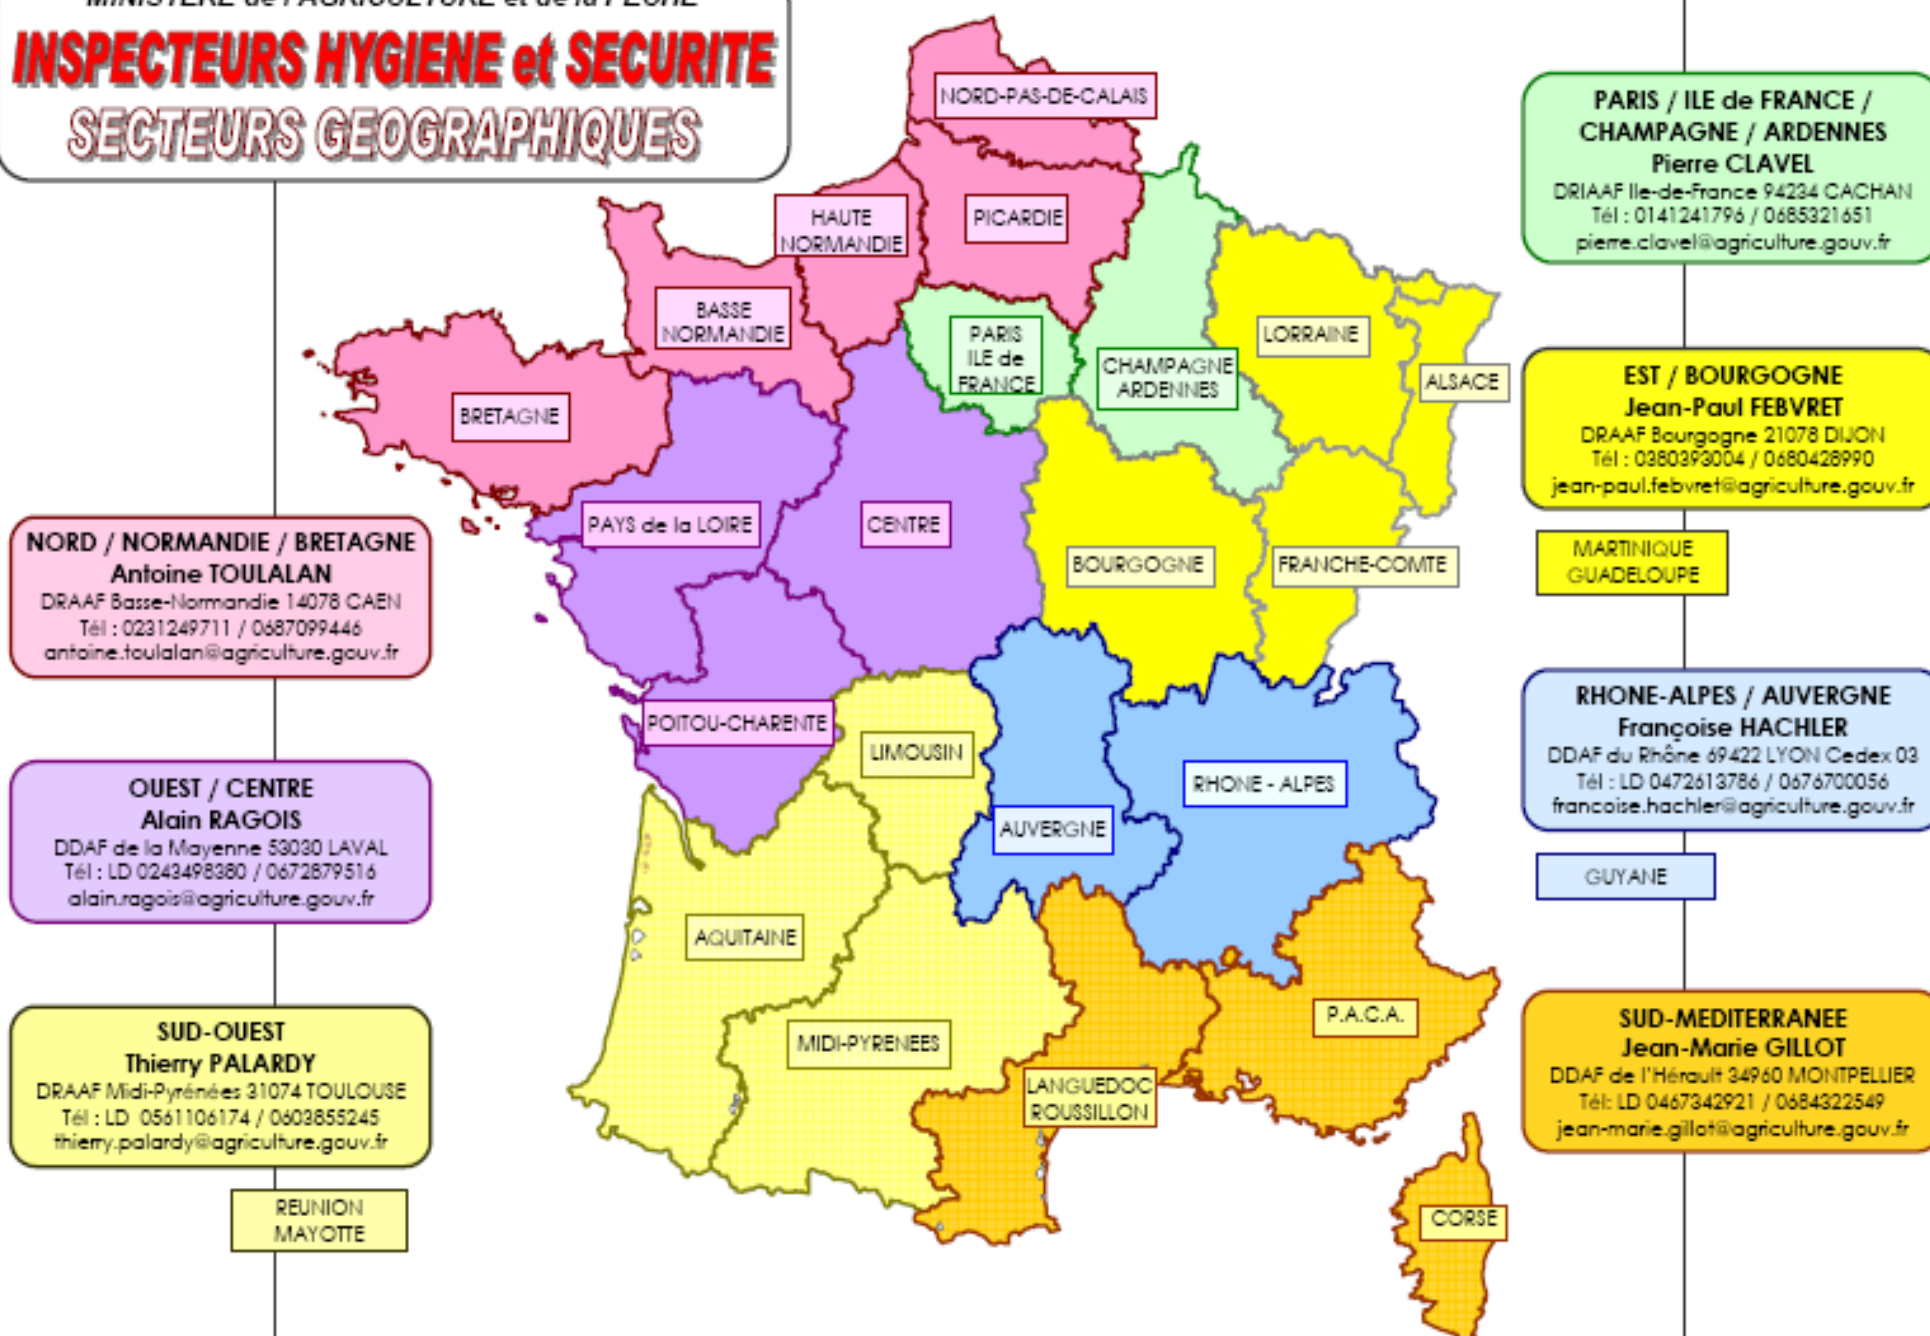 MINISTERE de l'AGRICULTURE et de la PECHE
INSPECTEURS HYGIENE et SECURITE
SECTEURS GEOGRAPHIQUES
NORD-PAS-DE-CALAIS
HAUTE
NORMANDIE
PICARDIE
BASSE
NORMANDIE
PARIS
ILE de
FRANCE
CHAMPAGNE
ARDENNES
LORRAINE
ALSACE
BRETAGNE
PAYS de la LOIRE
CENTRE
BOURGOGNE
FRANCHE-COMTE
POITOU-CHARENTE
LIMOUSIN
AUVERGNE
RHONE - ALPES
AQUITAINE
MIDI-PYRENEES
LANGUEDOC
ROUSSILLON
P.A.C.A.
CORSE
NORD / NORMANDIE / BRETAGNE
Antoine TOULALAN
DRAAF Basse-Normandie 14078 CAEN
Tél : 0231249711 / 0687099446
antoine.toulalan@agriculture.gouv.fr
OUEST / CENTRE
Alain RAGOIS
DDAF de la Mayenne 53030 LAVAL
Tél : LD 0243498380 / 0672879516
alain.ragois@agriculture.gouv.fr
SUD-OUEST
Thierry PALARDY
DRAAF Midi-Pyrénées 31074 TOULOUSE
Tél : LD 0561106174 / 0603855245
thierry.palardy@agriculture.gouv.fr
REUNION
MAYOTTE
PARIS / ILE de FRANCE /
CHAMPAGNE / ARDENNES
Pierre CLAVEL
DRIAAF Ile-de-France 94234 CACHAN
Tél : 0141241796 / 0685321651
pierre.clavel@agriculture.gouv.fr
EST / BOURGOGNE
Jean-Paul FEBVRET
DRAAF Bourgogne 21078 DIJON
Tél : 0380393004 / 0680428990
jean-paul.febvret@agriculture.gouv.fr
MARTINIQUE
GUADELOUPE
RHONE-ALPES / AUVERGNE
Françoise HACHLER
DDAF du Rhône 69422 LYON Cedex 03
Tél : LD 0472613786 / 0676700056
francoise.hachler@agriculture.gouv.fr
GUYANE
SUD-MEDITERRANEE
Jean-Marie GILLOT
DDAF de l'Hérault 34960 MONTPELLIER
Tél: LD 0467342921 / 0684322549
jean-marie.gillot@agriculture.gouv.fr